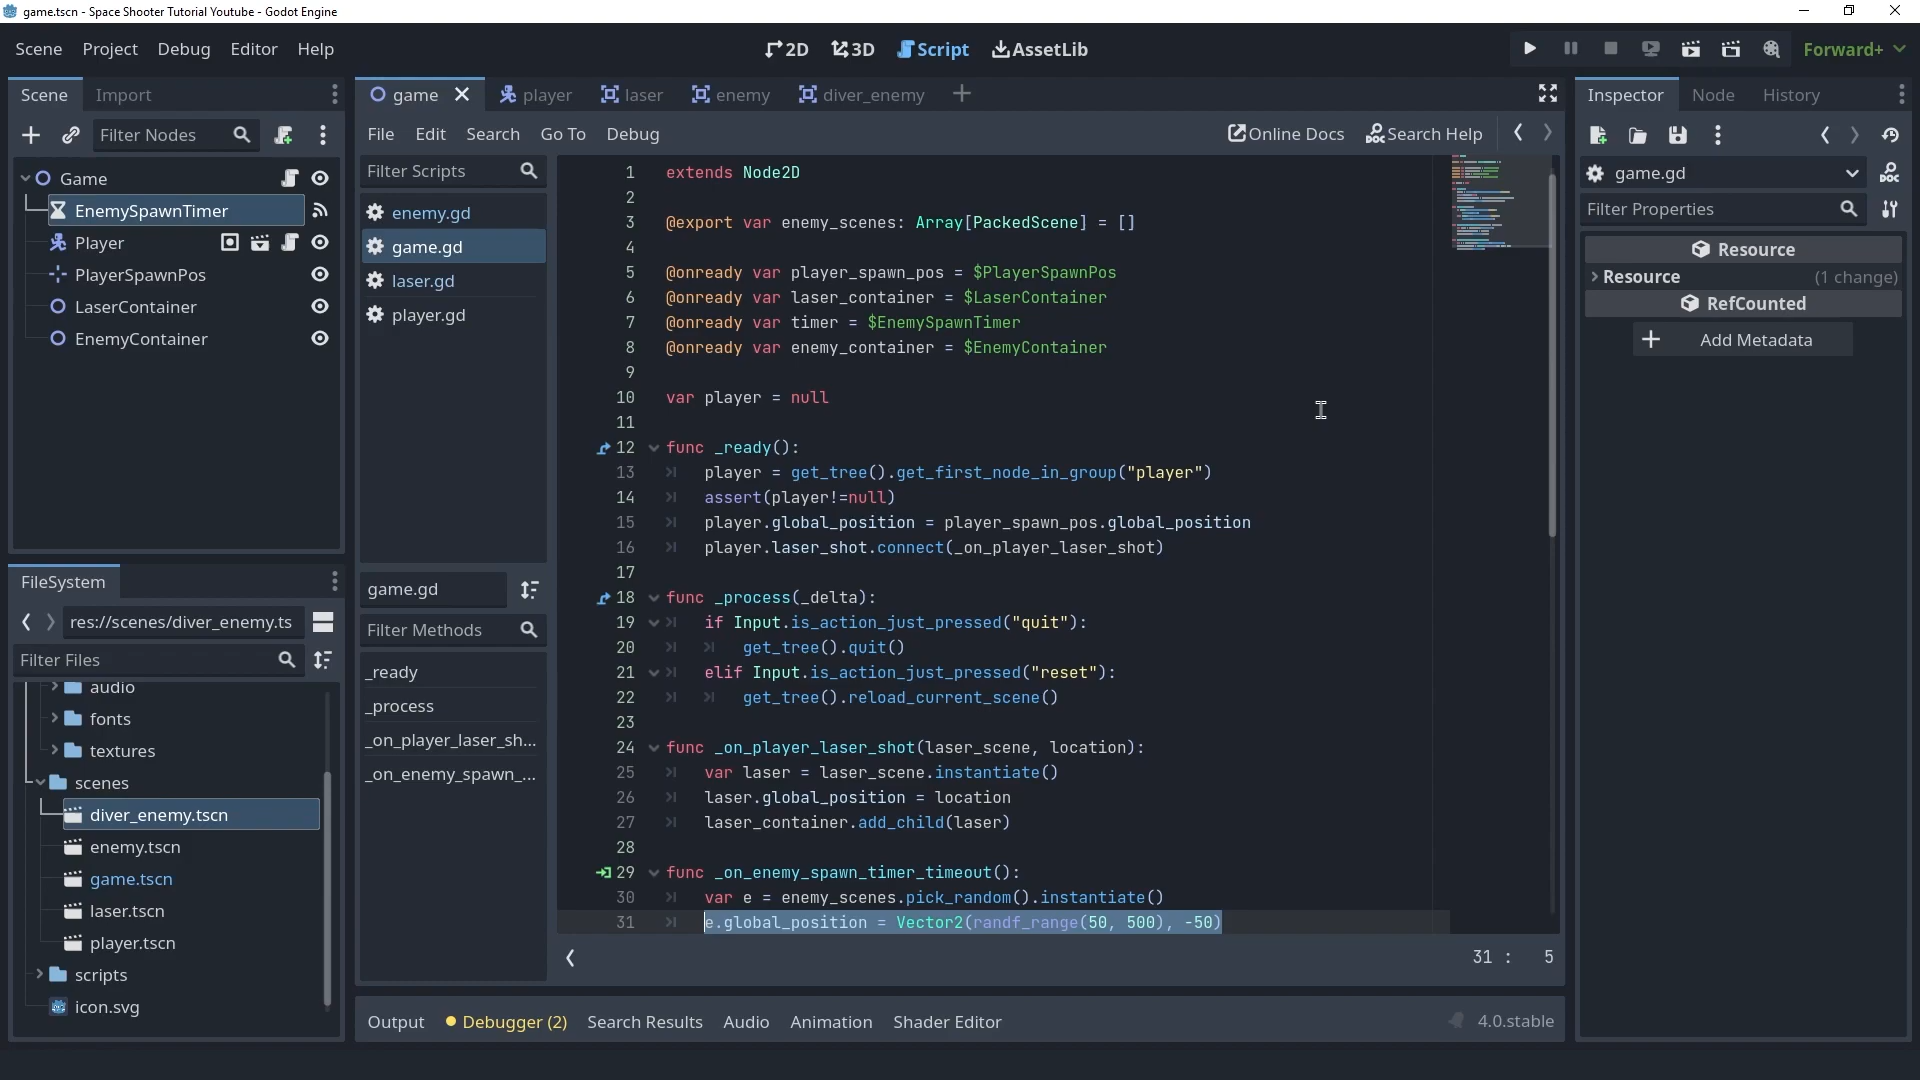 game.tscn - Space Shooter Tutorial Youtube - Godot Engine
Scene Project Debug Editor Help
2D 3D Script AssetLib
Forward+
Scene Import
Filter Nodes
Game
EnemySpawnTimer
Player
PlayerSpawnPos
LaserContainer
EnemyContainer
FileSystem
res://scenes/diver_enemy.ts
Filter Files
audio
fonts
textures
scenes
diver_enemy.tscn
enemy.tscn
game.tscn
laser.tscn
player.tscn
scripts
icon.svg
game player laser enemy diver_enemy
File Edit Search Go To Debug
Online Docs Search Help
Filter Scripts
enemy.gd
game.gd
laser.gd
player.gd
game.gd
Filter Methods
_ready
_process
_on_player_laser_sh...
_on_enemy_spawn_...
1 extends Node2D
2
3 @export var enemy_scenes: Array[PackedScene] = []
4
5 @onready var player_spawn_pos = $PlayerSpawnPos
6 @onready var laser_container = $LaserContainer
7 @onready var timer = $EnemySpawnTimer
8 @onready var enemy_container = $EnemyContainer
9
10 var player = null
11
12 func _ready():
13 player = get_tree().get_first_node_in_group("player")
14 assert(player!=null)
15 player.global_position = player_spawn_pos.global_position
16 player.laser_shot.connect(_on_player_laser_shot)
17
18 func _process(_delta):
19 if Input.is_action_just_pressed("quit"):
20 get_tree().quit()
21 elif Input.is_action_just_pressed("reset"):
22 get_tree().reload_current_scene()
23
24 func _on_player_laser_shot(laser_scene, location):
25 var laser = laser_scene.instantiate()
26 laser.global_position = location
27 laser_container.add_child(laser)
28
29 func _on_enemy_spawn_timer_timeout():
30 var e = enemy_scenes.pick_random().instantiate()
31 e.global_position = Vector2(randf_range(50, 500), -50)
31 : 5
Output Debugger (2) Search Results Audio Animation Shader Editor
4.0.stable
Inspector Node History
game.gd
Filter Properties
Resource
Resource (1 change)
RefCounted
Add Metadata